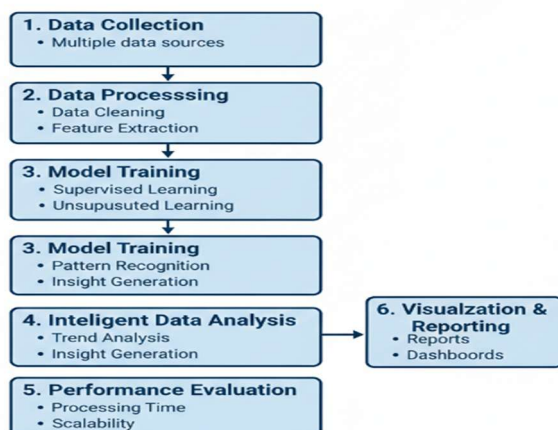 1. Data Collection
• Multiple data sources
2. Data Processsing
• Data Cleaning
• Feature Extraction
3. Model Training
• Supervised Learning
• Unsupusuted Learning
3. Model Training
• Pattern Recognition
• Insight Generation
4. Inteligent Data Analysis
• Trend Analysis
• Insight Generation
6. Visualzation &
Reporting
• Reports
• Dashboords
5. Performance Evaluation
• Processing Time
• Scalability